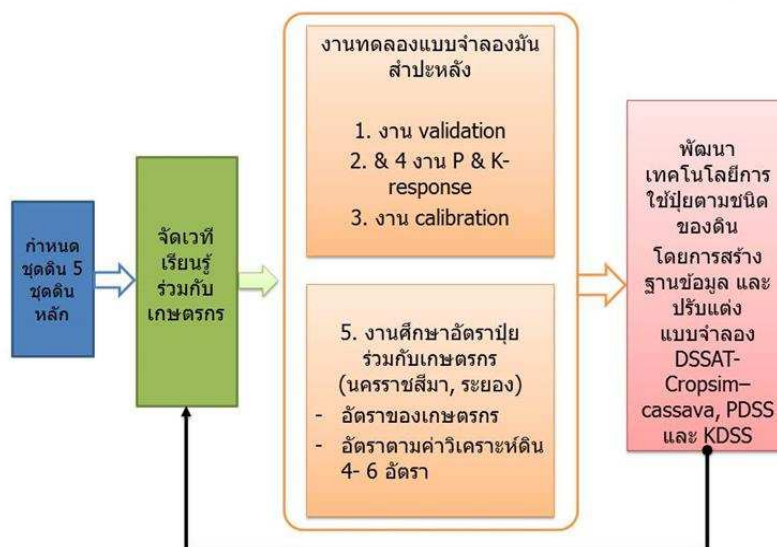 กำหนด
ชุดดิน 5
ชุดดิน
หลัก
จัดเวที
เรียนรู้
ร่วมกับ
เกษตรกร
งานทดลองแบบจำลองมัน
สำปะหลัง
1. งาน validation
2. & 4 งาน P & K-
response
3. งาน calibration
5. งานศึกษาอัตราปุ๋ย
ร่วมกับเกษตรกร
(นครราชสีมา, ระยอง)
- อัตราของเกษตรกร
- อัตราตามค่าวิเคราะห์ดิน
4- 6 อัตรา
พัฒนา
เทคโนโลยีการ
ใช้ปุ๋ยตามชนิด
ของดิน
โดยการสร้าง
ฐานข้อมูล และ
ปรับแต่ง
แบบจำลอง
DSSAT-
Cropsim–
cassava, PDSS
และ KDSS